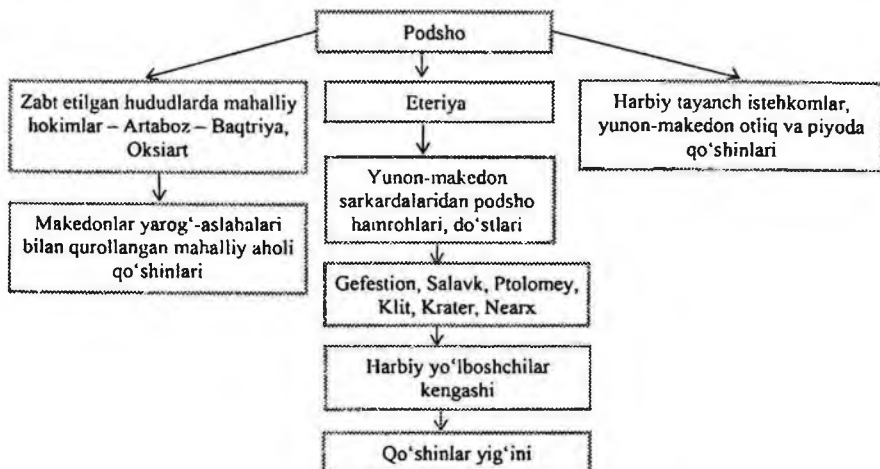 Podsho
Zabt etilgan hududlarda mahalliy
hokimlar – Artaboz – Baqtriya,
Oksiart
Makedonlar yarog‘-aslahalari
bilan qurollangan mahalliy aholi
qo‘shinlari
Eteriya
Yunon-makedon
sarkardalaridan podsho
hamrohlari, do‘stlari
Gefestion, Salavk, Ptolomey,
Klit, Krater, Nearx
Harbiy yo‘lboshchilar
kengashi
Qo‘shinlar yig‘ini
Harbiy tayanch istehkomlar,
yunon-makedon otliq va piyoda
qo‘shinlari